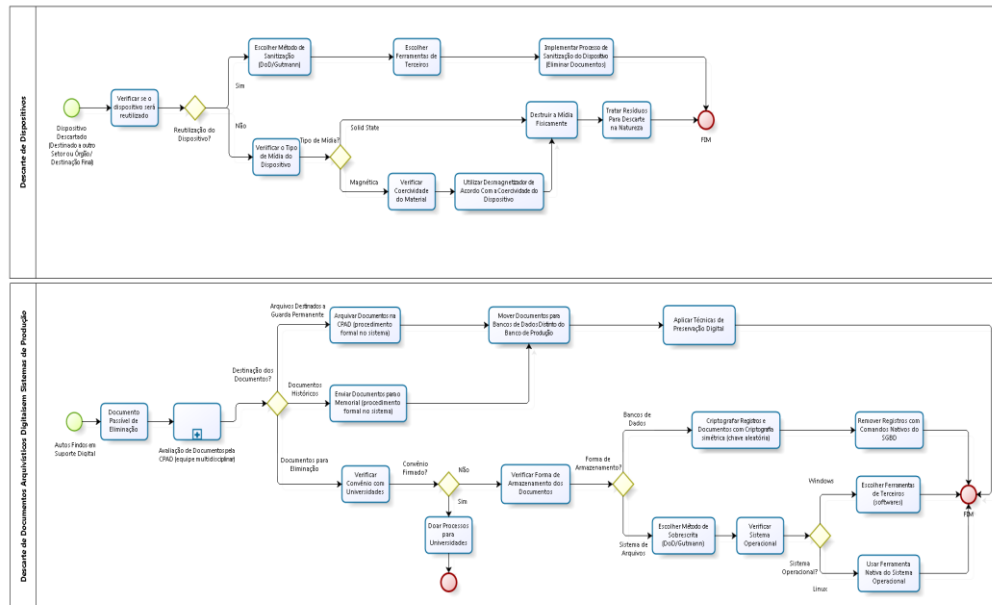 Descarte de Dispositivos
Dispositivo
Descartado
(Destinado a outro
Setor ou Órgão/
Destinação Final)
Verificar se o
dispositivo será
reutilizado
Reutilização do
Dispositivo?
Sim
Não
Escolher Método de
Sanitização
(DoD/Gutmann)
Escolher
Ferramentas de
Terceiros
Implementar Processo de
Sanitização do Dispositivo
(Eliminar Documentos)
Verificar o Tipo
de Mídia do
Dispositivo
Tipo de Mídia?
Solid State
Magnética
Verificar
Coercividade
do Material
Utilizar Desmagnetizador de
Acordo Com a Coercividade do
Dispositivo
Destruir a Mídia
Fisicamente
Tratar Resíduos
Para Descarte
na Natureza
FIM
Descarte de Documentos Arquivísticos Digitais em Sistemas de Produção
Autos Findos em
Suporte Digital
Documento
Passível de
Eliminação
Avaliação de Documentos pela
CPAD (equipe multidisciplinar)
Destinação dos
Documentos?
Arquivos Destinados a
Guarda Permanente
Arquivar Documentos na
CPAD (procedimento
formal no sistema)
Mover Documentos para
Bancos de Dados Distinto do
Banco de Produção
Aplicar Técnicas de
Preservação Digital
Documentos
Históricos
Enviar Documentos para o
Memorial (procedimento
formal no sistema)
Documentos para
Eliminação
Verificar
Convênio com
Universidades
Convênio
Firmado?
Não
Sim
Doar Processos
para
Universidades
Verificar Forma de
Armazenamento dos
Documentos
Forma de
Armazenamento?
Bancos de
Dados
Criptografar Registros e
Documentos com Criptografia
simétrica (chave aleatória)
Remover Registros com
Comandos Nativos do
SGBD
Sistema de
Arquivos
Escolher Método de
Sobrescrita
(DoD/Gutmann)
Verificar
Sistema
Operacional
Sistema
Operacional?
Windows
Escolher Ferramentas
de Terceiros
(softwares)
Linux
Usar Ferramenta
Nativa do Sistema
Operacional
FIM